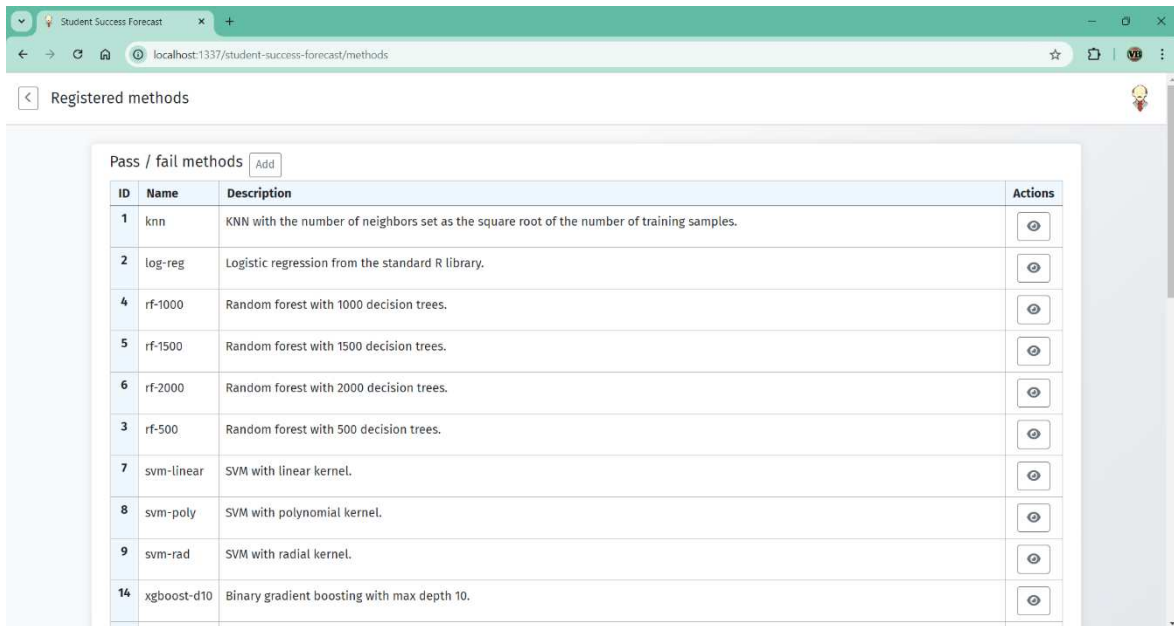 Student Success Forecast
localhost:1337/student-success-forecast/methods
VB
Registered methods
Pass / fail methods Add
ID Name Description Actions
1 knn KNN with the number of neighbors set as the square root of the number of training samples.
2 log-reg Logistic regression from the standard R library.
4 rf-1000 Random forest with 1000 decision trees.
5 rf-1500 Random forest with 1500 decision trees.
6 rf-2000 Random forest with 2000 decision trees.
3 rf-500 Random forest with 500 decision trees.
7 svm-linear SVM with linear kernel.
8 svm-poly SVM with polynomial kernel.
9 svm-rad SVM with radial kernel.
14 xgboost-d10 Binary gradient boosting with max depth 10.